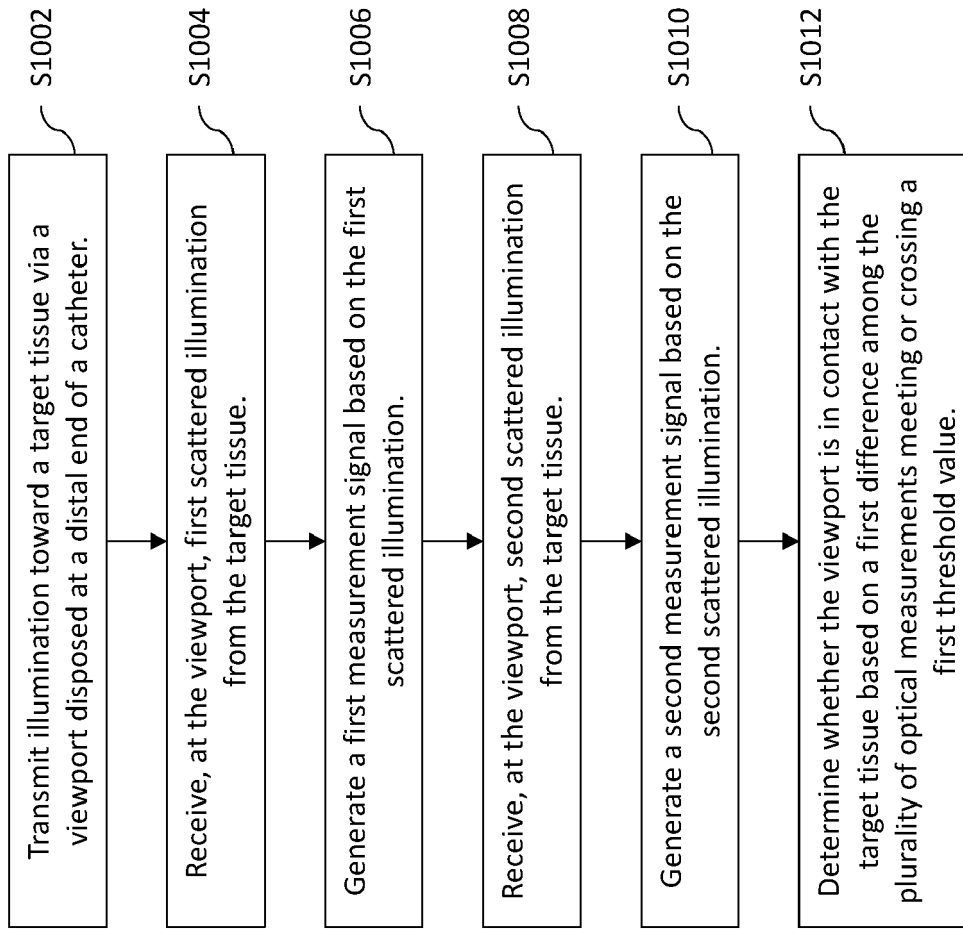 Transmit illumination toward a target tissue via a
viewport disposed at a distal end of a catheter.
S1002
Receive, at the viewport, first scattered illumination
from the target tissue.
S1004
Generate a first measurement signal based on the first
scattered illumination.
S1006
Receive, at the viewport, second scattered illumination
from the target tissue.
S1008
Generate a second measurement signal based on the
second scattered illumination.
S1010
Determine whether the viewport is in contact with the
target tissue based on a first difference among the
plurality of optical measurements meeting or crossing a
first threshold value.
S1012